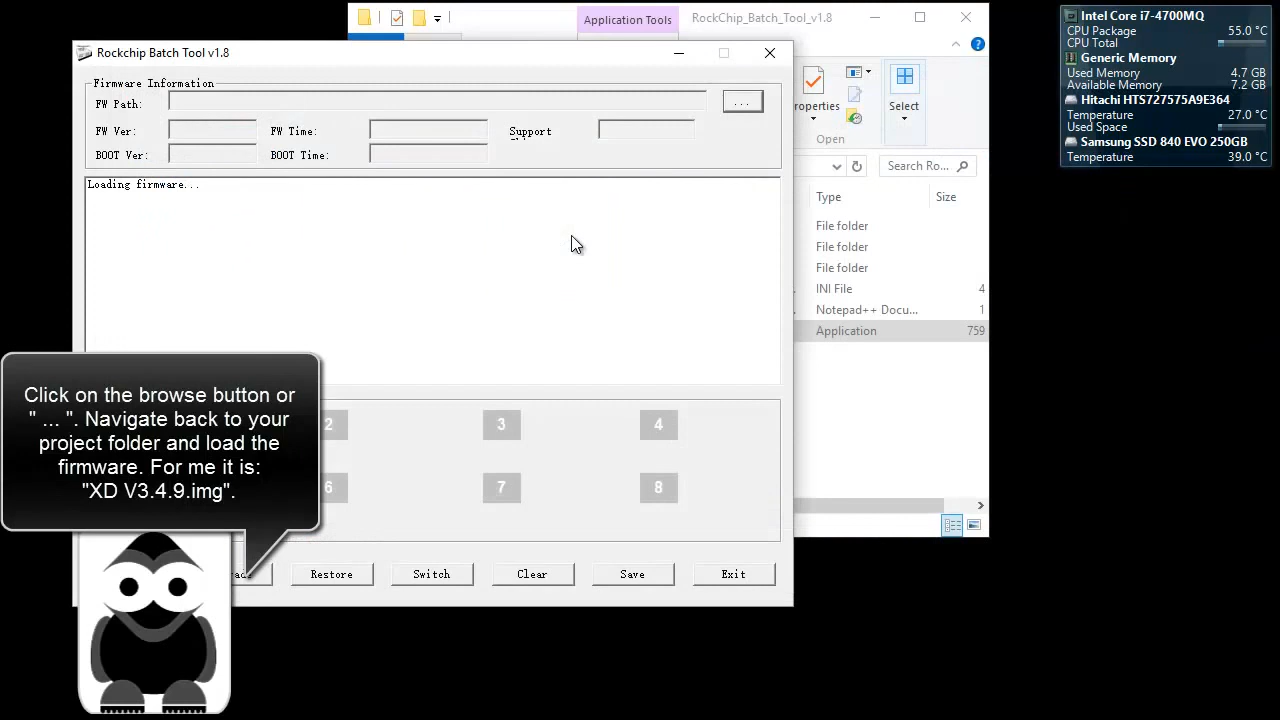 Application Tools
RockChip_Batch_Tool_v1.8
Rockchip Batch Tool v1.8
Firmware Information
FW Path:
...
FW Ver:
FW Time:
Support
BOOT Ver:
BOOT Time:
Loading firmware...
Select
Open
Search Ro...
Type
Size
File folder
File folder
File folder
INI File
4
Notepad++ Docu...
1
Application
759
2
3
4
6
7
8
Restore
Switch
Clear
Save
Exit
Click on the browse button or
" ... ". Navigate back to your
project folder and load the
firmware. For me it is:
"XD V3.4.9.img".
Intel Core i7-4700MQ
CPU Package 55.0 °C
CPU Total
Generic Memory
Used Memory 4.7 GB
Available Memory 7.2 GB
Hitachi HTS727575A9E364
Temperature 27.0 °C
Used Space
Samsung SSD 840 EVO 250GB
Temperature 39.0 °C